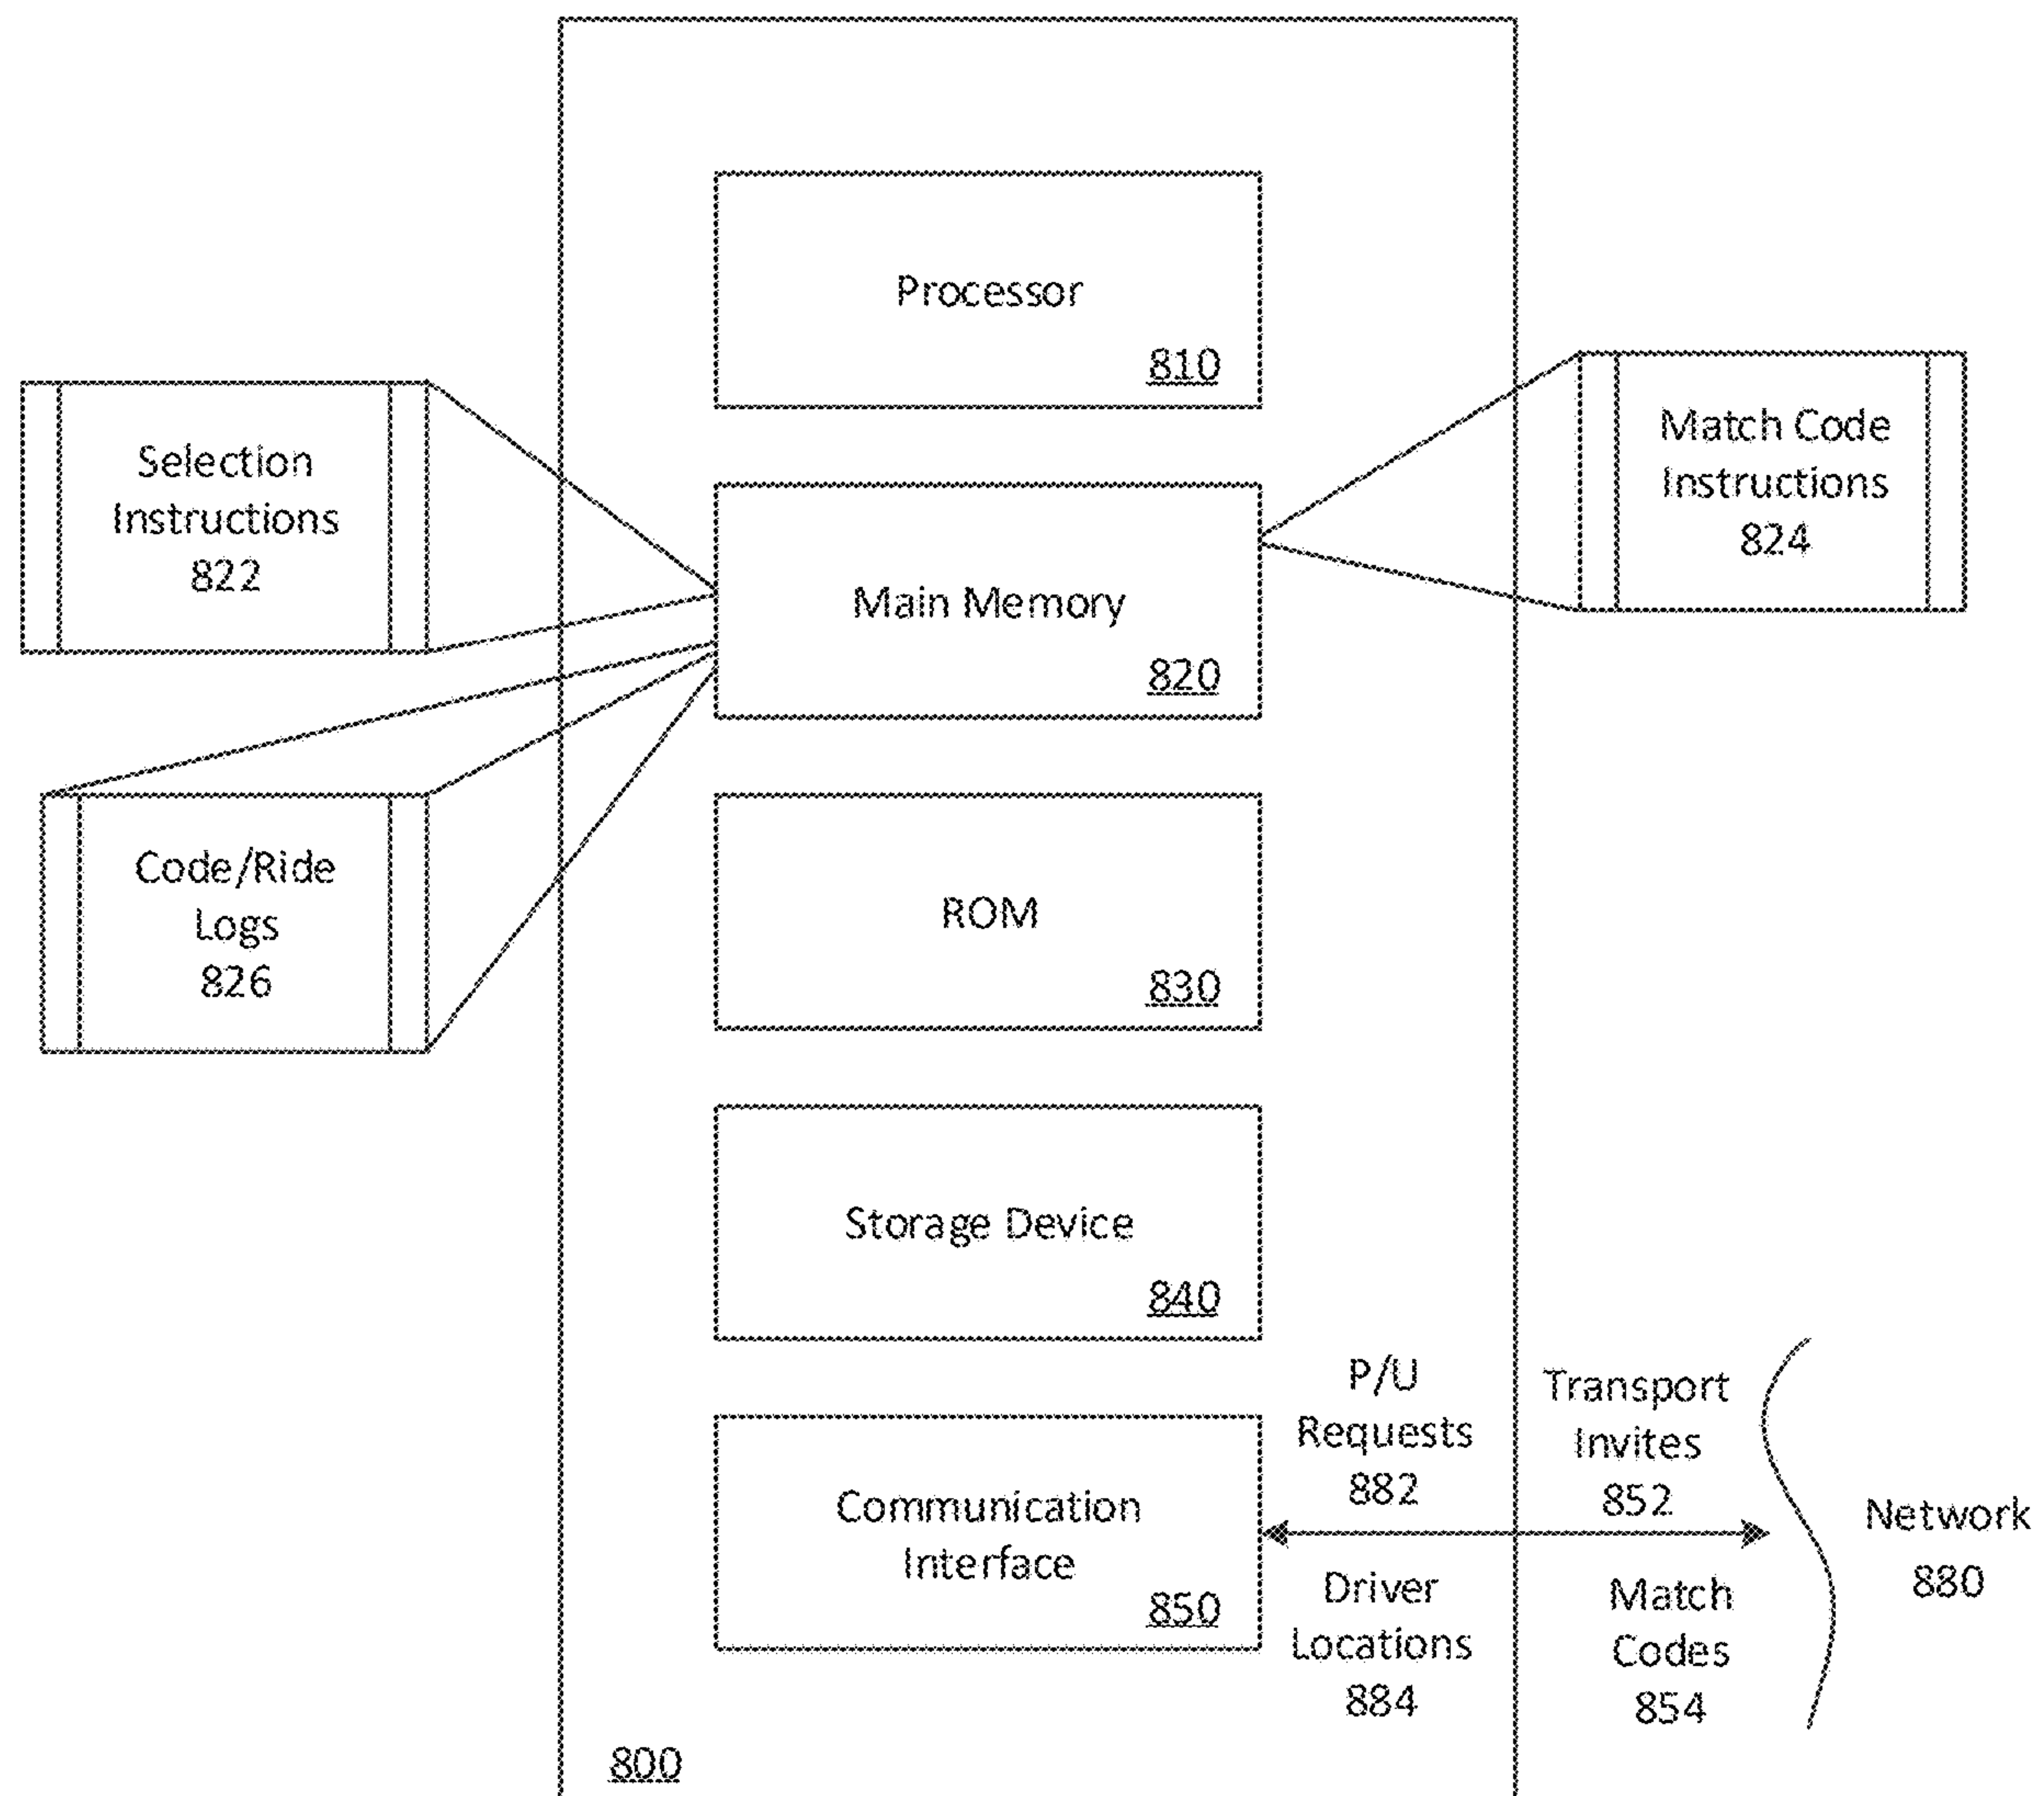 Processor
810
Selection
Instructions
822
Match Code
Instructions
824
Main Memory
820
Code/Ride
Logs
826
ROM
830
Storage Device
840
Communication
Interface
850
P/U
Requests
882
Transport
Invites
852
Driver
Locations
884
Match
Codes
854
Network
880
800